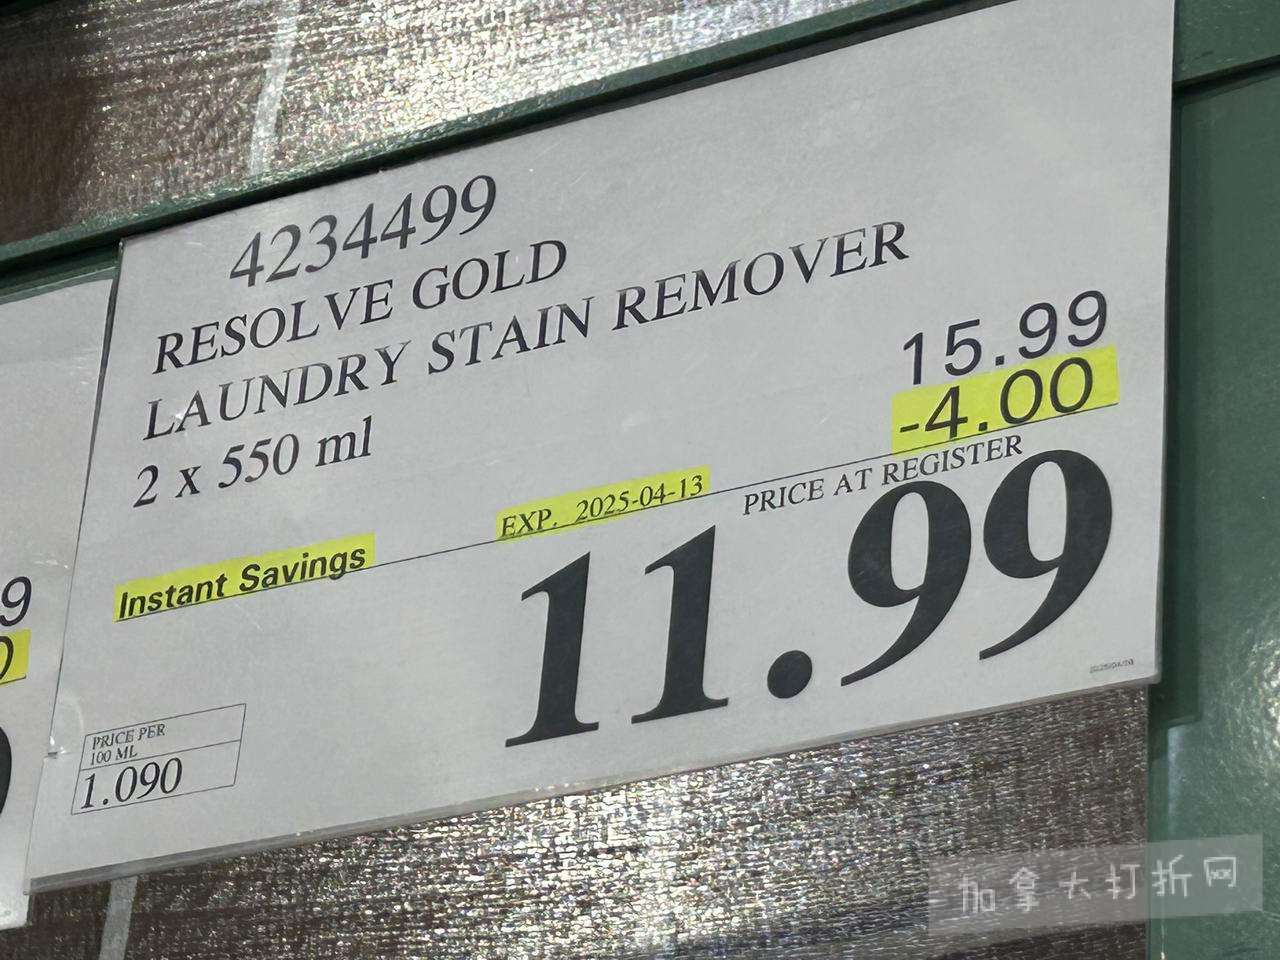 4234499
RESOLVE GOLD
LAUNDRY STAIN REMOVER
2 x 550 ml
15.99
-4.00
Instant Savings
EXP. 2025-04-13
PRICE AT REGISTER
11.99
PRICE PER
100 ML
1.090
9
加拿大打折网